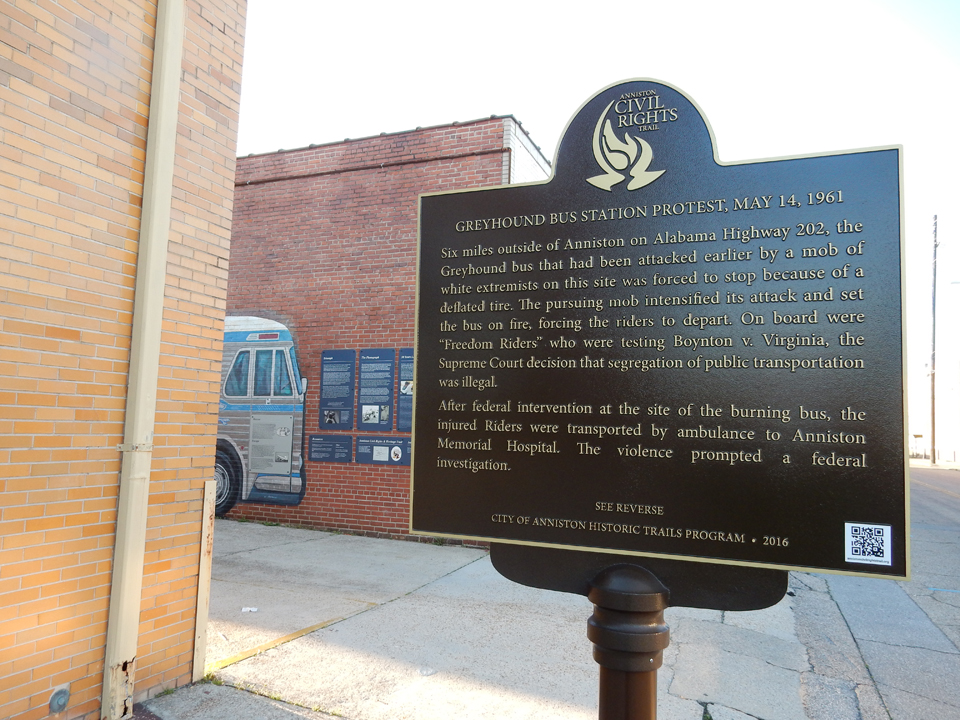 ANNISTON
CIVIL
RIGHTS
TRAIL
GREYHOUND BUS STATION PROTEST, MAY 14, 1961
Six miles outside of Anniston on Alabama Highway 202, the
Greyhound bus that had been attacked earlier by a mob of
white extremists on this site was forced to stop because of a
deflated tire. The pursuing mob intensified its attack and set
the bus on fire, forcing the riders to depart. On board were
“Freedom Riders” who were testing Boynton v. Virginia, the
Supreme Court decision that segregation of public transportation
was illegal.
After federal intervention at the site of the burning bus, the
injured Riders were transported by ambulance to Anniston
Memorial Hospital. The violence prompted a federal
investigation.
SEE REVERSE
CITY OF ANNISTON HISTORIC TRAILS PROGRAM • 2016
The Photograph